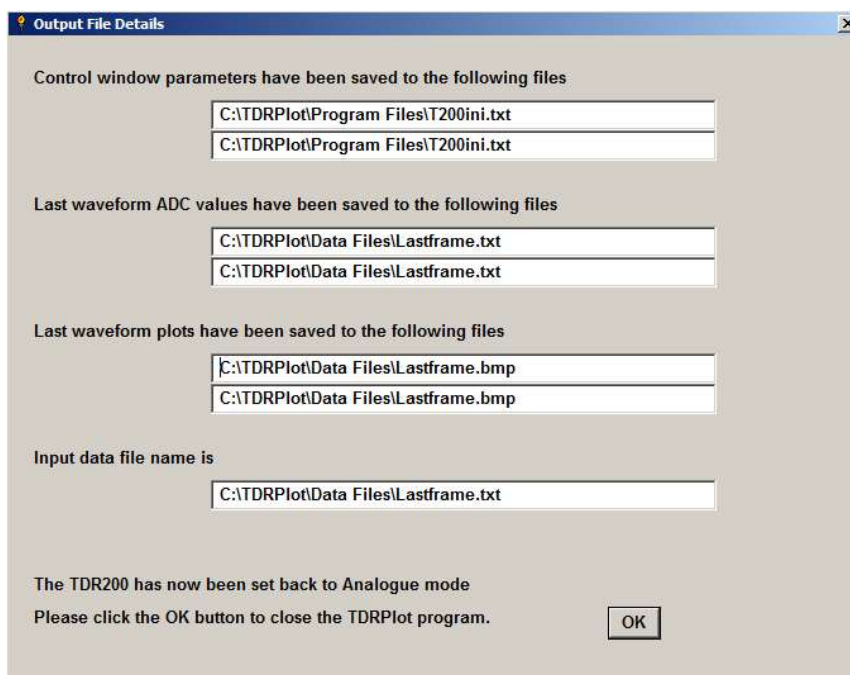 Output File Details
Control window parameters have been saved to the following files
C:\TDRPlot\Program Files\T200ini.txt
C:\TDRPlot\Program Files\T200ini.txt
Last waveform ADC values have been saved to the following files
C:\TDRPlot\Data Files\Lastframe.txt
C:\TDRPlot\Data Files\Lastframe.txt
Last waveform plots have been saved to the following files
C:\TDRPlot\Data Files\Lastframe.bmp
C:\TDRPlot\Data Files\Lastframe.bmp
Input data file name is
C:\TDRPlot\Data Files\Lastframe.txt
The TDR200 has now been set back to Analogue mode
Please click the OK button to close the TDRPlot program.
OK